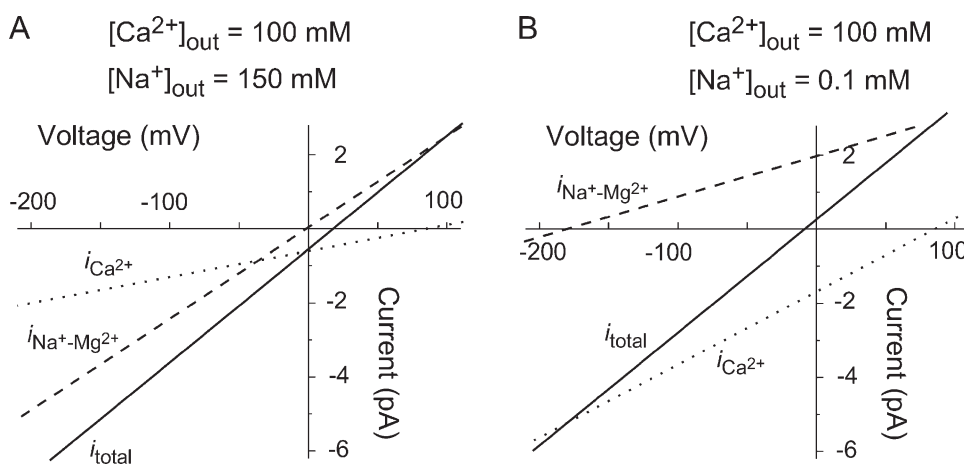 A
[Ca²⁺]out = 100 mM
[Na⁺]out = 150 mM
Voltage (mV)
2
-200
-100
100
iCa²⁺
-2
iNa⁺-Mg²⁺
-4
-6
itotal
Current (pA)
B
[Ca²⁺]out = 100 mM
[Na⁺]out = 0.1 mM
Voltage (mV)
2
iNa⁺-Mg²⁺
-200
-100
100
-2
itotal
iCa²⁺
-4
-6
Current (pA)